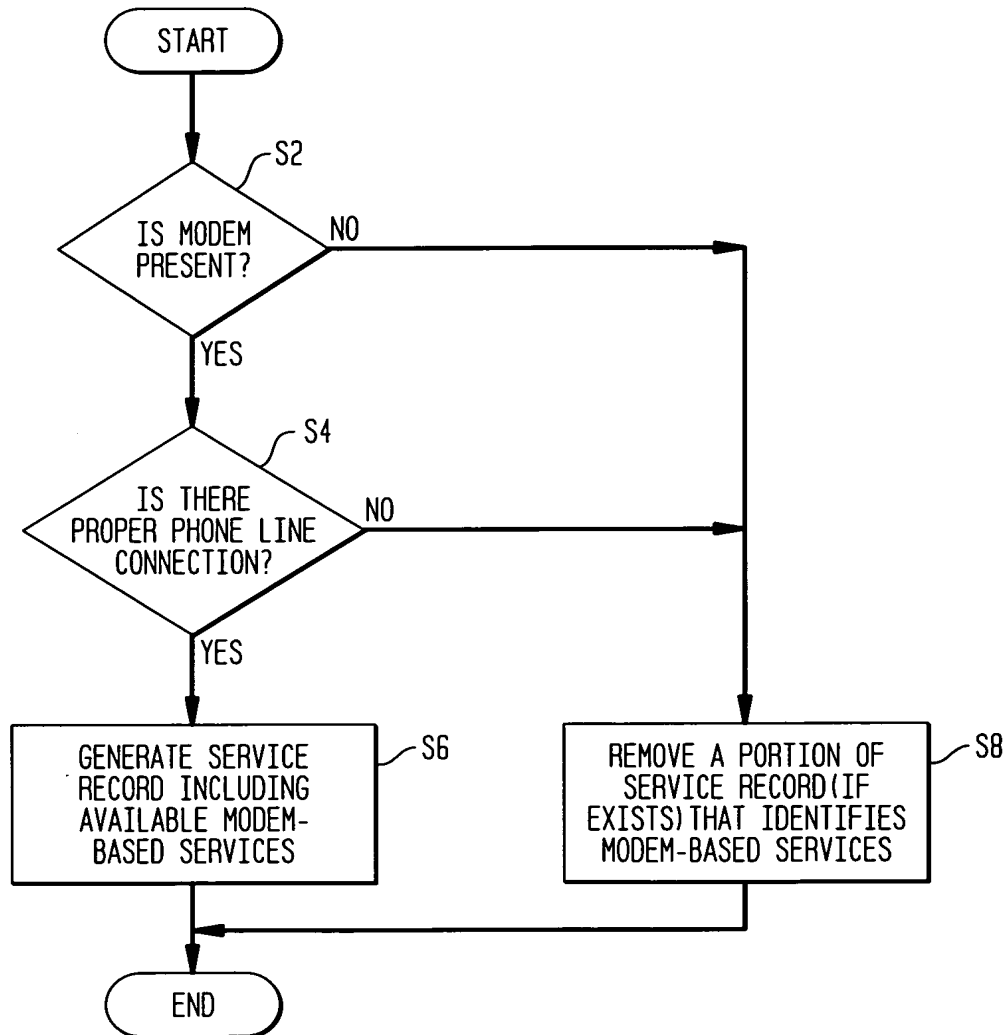 START
S2
IS MODEM
PRESENT?
NO
YES
S4
IS THERE
PROPER PHONE LINE
CONNECTION?
NO
YES
GENERATE SERVICE
RECORD INCLUDING
AVAILABLE MODEM-
BASED SERVICES
S6
REMOVE A PORTION OF
SERVICE RECORD(IF
EXISTS)THAT IDENTIFIES
MODEM-BASED SERVICES
S8
END